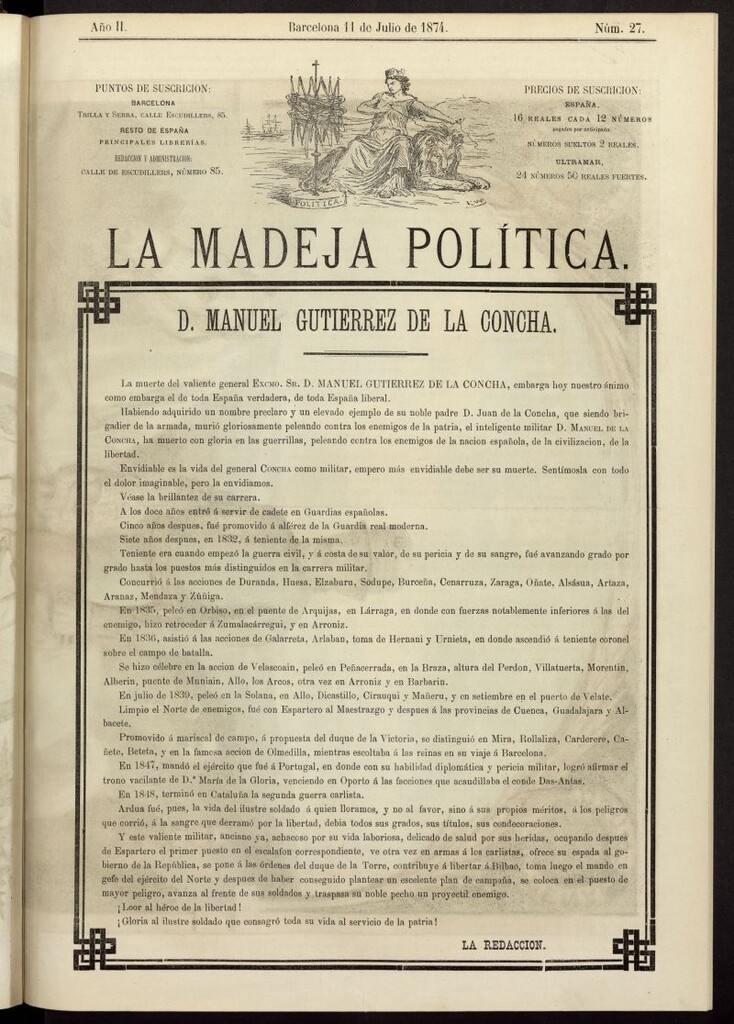 Año II.
Barcelona 11 de Julio de 1874.
Núm. 27.
PUNTOS DE SUSCRICION:
BARCELONA
TRILLA Y SERRA, CALLE ESCUDILLERS, 85.
RESTO DE ESPAÑA
PRINCIPALES LIBRERÍAS.
REDACCION Y ADMINISTRACION:
CALLE DE ESCUDILLERS, NÚMERO 85.
POLITICA
PRECIOS DE SUSCRICION:
ESPAÑA.
16 REALES CADA 12 NÚMEROS
pagados por anticipado.
NÚMEROS SUELTOS 2 REALES.
ULTRAMAR,
24 NÚMEROS 50 REALES FUERTES.
LA MADEJA POLÍTICA.
D. MANUEL GUTIERREZ DE LA CONCHA.
La muerte del valiente general EXCMO. SR. D. MANUEL GUTIERREZ DE LA CONCHA, embarga hoy nuestro ánimo
como embarga el de toda España verdadera, de toda España liberal.
Habiendo adquirido un nombre preclaro y un elevado ejemplo de su noble padre D. Juan de la Concha, que siendo bri-
gadier de la armada, murió gloriosamente peleando contra los enemigos de la patria, el inteligente militar D. MANUEL DE LA
CONCHA, ha muerto con gloria en las guerrillas, peleando contra los enemigos de la nacion española, de la civilizacion, de la
libertad.
Envidiable es la vida del general CONCHA como militar, empero más envidiable debe ser su muerte. Sentímosla con todo
el dolor imaginable, pero la envidiamos.
Véase la brillantez de su carrera.
A los doce años entró á servir de cadete en Guardias españolas.
Cinco años despues, fué promovido á alférez de la Guardia real moderna.
Siete años despues, en 1832, á teniente de la misma.
Teniente era cuando empezó la guerra civil, y á costa de su valor, de su pericia y de su sangre, fué avanzando grado por
grado hasta los puestos más distinguidos en la carrera militar.
Concurrió á las acciones de Duranda, Huesa, Elzaburu, Sodupe, Burceña, Cenarruza, Zaraga, Oñate, Alsásua, Artaza,
Aranaz, Mendaza y Zúñiga.
En 1835, peleó en Orbiso, en el puente de Arquijas, en Lárraga, en donde con fuerzas notablemente inferiores á las del
enemigo, hizo retroceder á Zumalacárregui, y en Arroniz.
En 1836, asistió á las acciones de Galarreta, Arlaban, toma de Hernani y Urnieta, en donde ascendió á teniente coronel
sobre el campo de batalla.
Se hizo célebre en la accion de Velascoain, peleó en Peñacerrada, en la Braza, altura del Perdon, Villatuerta, Morentin,
Alberin, puente de Muniain, Allo, los Arcos, otra vez en Arroniz y en Barbarin.
En julio de 1839, peleó en la Solana, en Allo, Dicastillo, Cirauqui y Mañeru, y en setiembre en el puerto de Velate.
Limpio el Norte de enemigos, fué con Espartero al Maestrazgo y despues á las provincias de Cuenca, Guadalajara y Al-
bacete.
Promovido á mariscal de campo, á propuesta del duque de la Victoria, se distinguió en Mira, Rollaliza, Carderere, Ca-
ñete, Beteta, y en la famosa accion de Olmedilla, mientras escoltaba á las reinas en su viaje á Barcelona.
En 1847, mandó el ejército que fué á Portugal, en donde con su habilidad diplomática y pericia militar, logró afirmar el
trono vacilante de D.ª María de la Gloria, venciendo en Oporto á las facciones que acaudillaba el conde Das-Antas.
En 1848, terminó en Cataluña la segunda guerra carlista.
Ardua fué, pues, la vida del ilustre soldado á quien lloramos, y no al favor, sino á sus propios méritos, á los peligros
que corrió, á la sangre que derramó por la libertad, debia todos sus grados, sus títulos, sus condecoraciones.
Y este valiente militar, anciano ya, achacoso por su vida laboriosa, delicado de salud por sus heridas, ocupando despues
de Espartero el primer puesto en el escalafon correspondiente, ve otra vez en armas á los carlistas, ofrece su espada al go-
bierno de la República, se pone á las órdenes del duque de la Torre, contribuye á libertar á Bilbao, toma luego el mando en
gefe del ejército del Norte y despues de haber conseguido plantear un escelente plan de campaña, se coloca en el puesto de
mayor peligro, avanza al frente de sus soldados y traspasa su noble pecho un proyectil enemigo.
¡Loor al héroe de la libertad!
¡Gloria al ilustre soldado que consagró toda su vida al servicio de la patria!
LA REDACCION.